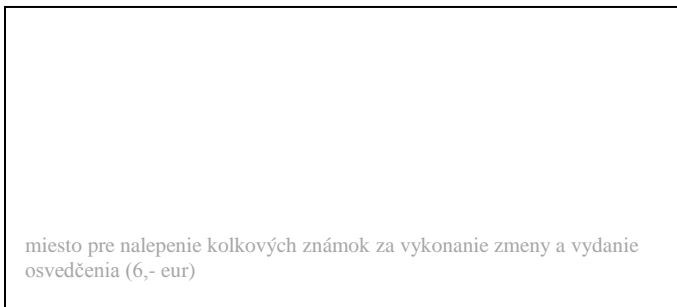 miesto pre nalepenie kolkových známok za vykonanie zmeny a vydanie
osvedčenia (6,- eur)